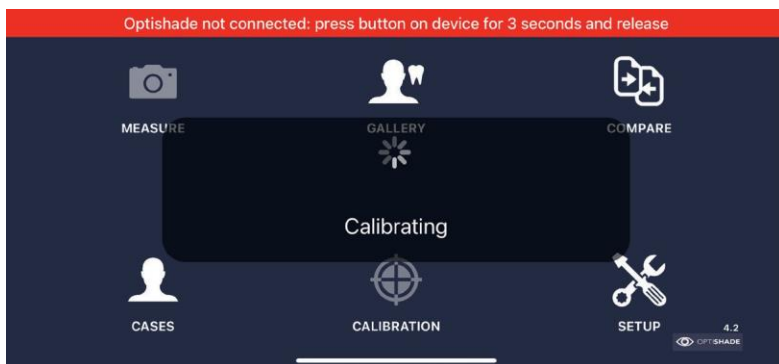 Optishade not connected: press button on device for 3 seconds and release
MEASURE
GALLERY
COMPARE
Calibrating
CASES
CALIBRATION
SETUP
4.2
OPTISHADE